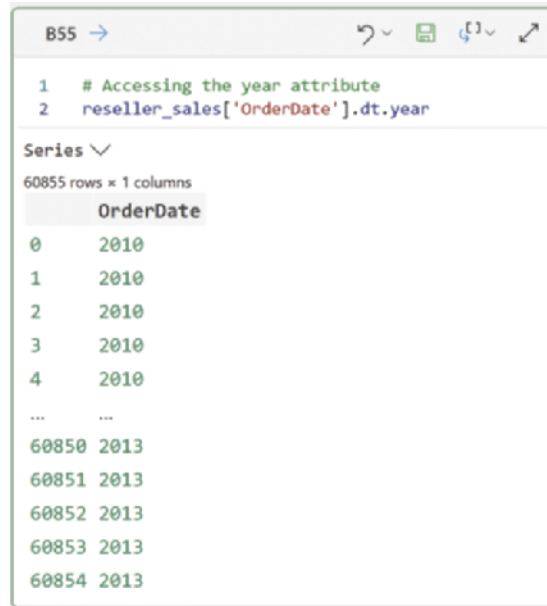 B55
1 # Accessing the year attribute
2 reseller_sales['OrderDate'].dt.year
Series
60855 rows × 1 columns
OrderDate
0 2010
1 2010
2 2010
3 2010
4 2010
... ...
60850 2013
60851 2013
60852 2013
60853 2013
60854 2013